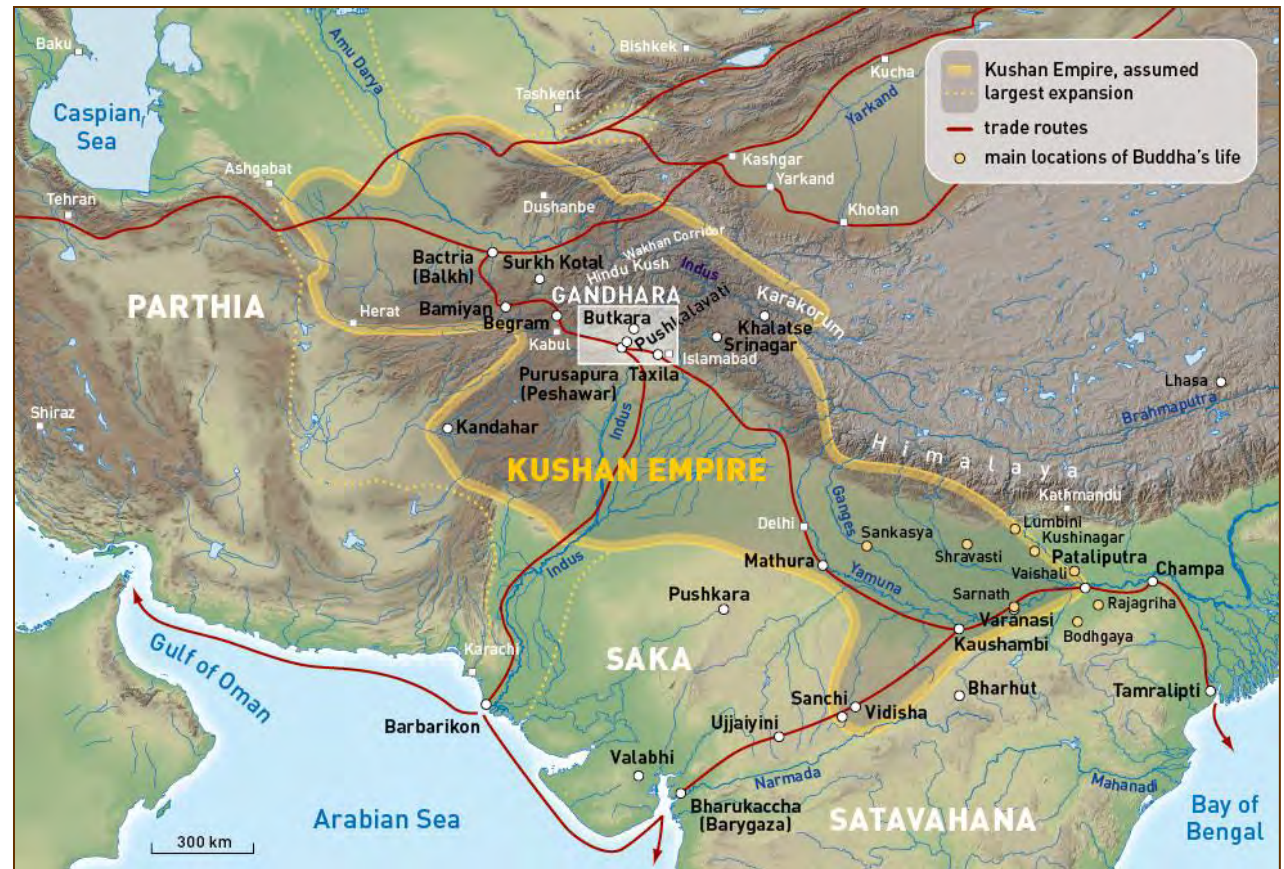 Baku
Caspian
Sea
Amu Darya
Bishkek
Kucha
Tashkent
Yarkand
Kushan Empire, assumed
largest expansion
trade routes
main locations of Buddha's life
Ashgabat
Tehran
Dushanbe
Kashgar
Yarkand
Khotan
Bactria
(Balkh)
Surkh Kotal
Wakhan Corridor
Hindu Kush
Indus
Karakorum
PARTHIA
Herat
Bamiyan
Begram
Kabul
GANDHARA
Butkara
Pushkalavati
Islamabad
Khalatse
Srinagar
Purusapura
(Peshawar)
Taxila
Lhasa
Brahmaputra
Shiraz
Kandahar
Indus
KUSHAN EMPIRE
Himalaya
Kathmandu
Delhi
Ganges
Sankasya
Shravasti
Lumbini
Kushinagar
Pataliputra
Vaishali
Champa
Mathura
Yamuna
Indus
Pushkara
Sarnath
Varanasi
Rajagriha
Bodhgaya
Kaushambi
Karachi
Gulf of Oman
SAKA
Barbarikon
Sanchi
Vidisha
Bharhut
Tamralipti
Ujjaiyini
Valabhi
Narmada
Mahanadi
Bharukaccha
(Barygaza)
SATAVAHANA
Arabian Sea
Bay of
Bengal
300 km